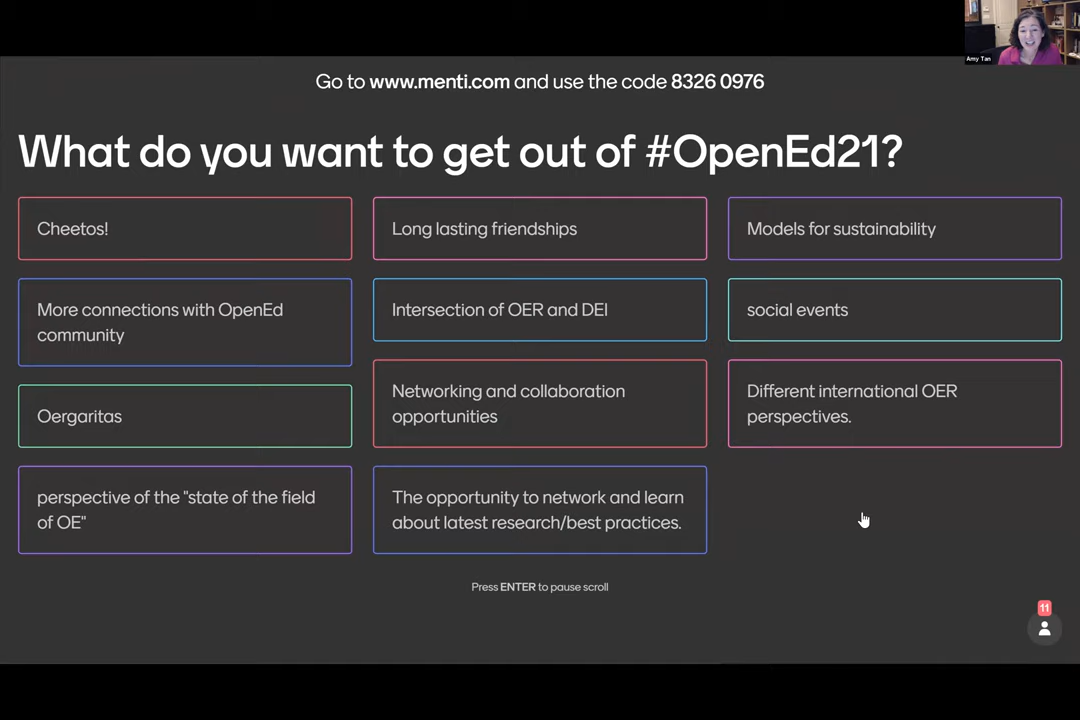 Amy Tan
Go to www.menti.com and use the code 8326 0976
What do you want to get out of #OpenEd21?
Cheetos!
Long lasting friendships
Models for sustainability
More connections with OpenEd
community
Intersection of OER and DEI
social events
Oergaritas
Networking and collaboration
opportunities
Different international OER
perspectives.
perspective of the "state of the field
of OE"
The opportunity to network and learn
about latest research/best practices.
Press ENTER to pause scroll
11